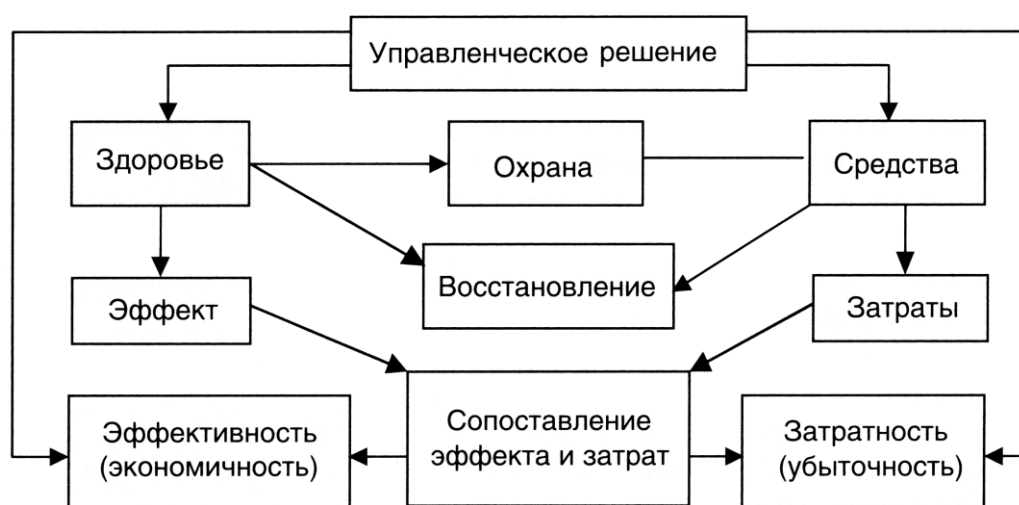 Управленческое решение
Здоровье
Охрана
Средства
Восстановление
Эффект
Затраты
Эффективность
(экономичность)
Сопоставление
эффекта и затрат
Затратность
(убыточность)